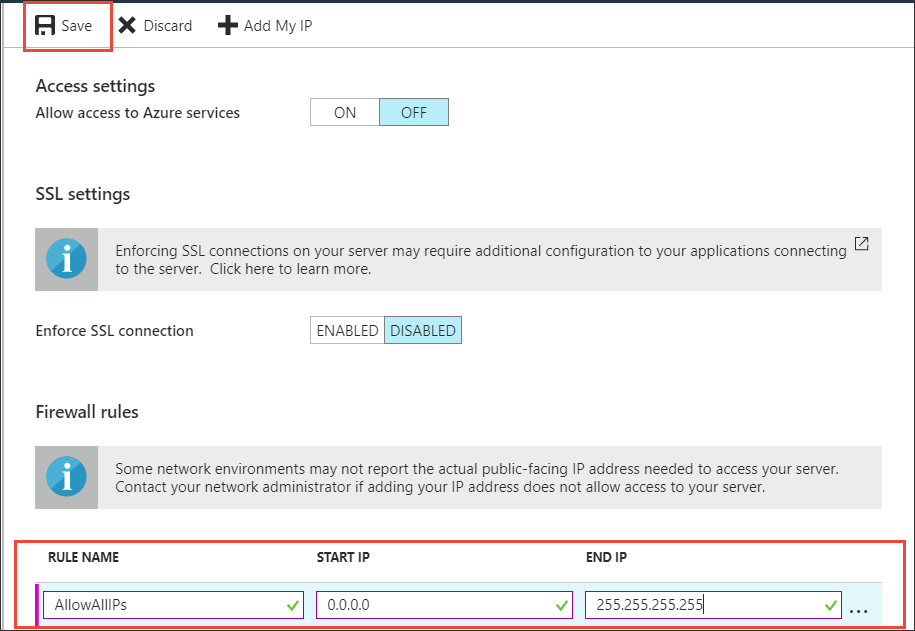 Save Discard Add My IP
Access settings
Allow access to Azure services ON OFF
SSL settings
Enforcing SSL connections on your server may require additional configuration to your applications connecting
to the server. Click here to learn more.
Enforce SSL connection ENABLED DISABLED
Firewall rules
Some network environments may not report the actual public-facing IP address needed to access your server.
Contact your network administrator if adding your IP address does not allow access to your server.
RULE NAME START IP END IP
AllowAllIPs 0.0.0.0 255.255.255.255 ...